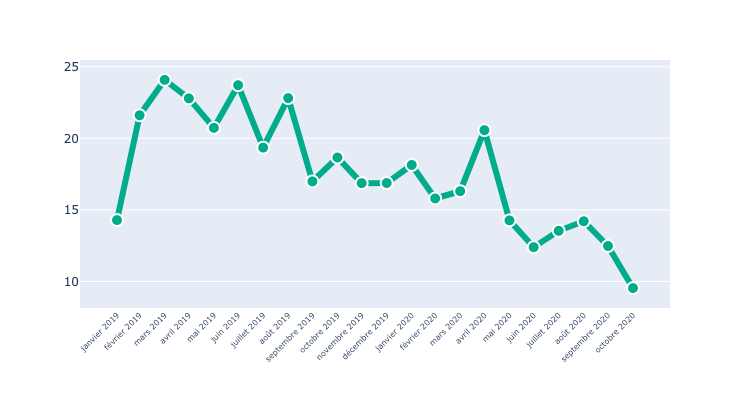 25
20
15
10
janvier 2019
février 2019
mars 2019
avril 2019
mai 2019
juin 2019
juillet 2019
août 2019
septembre 2019
octobre 2019
novembre 2019
décembre 2019
janvier 2020
février 2020
mars 2020
avril 2020
mai 2020
juin 2020
juillet 2020
août 2020
septembre 2020
octobre 2020